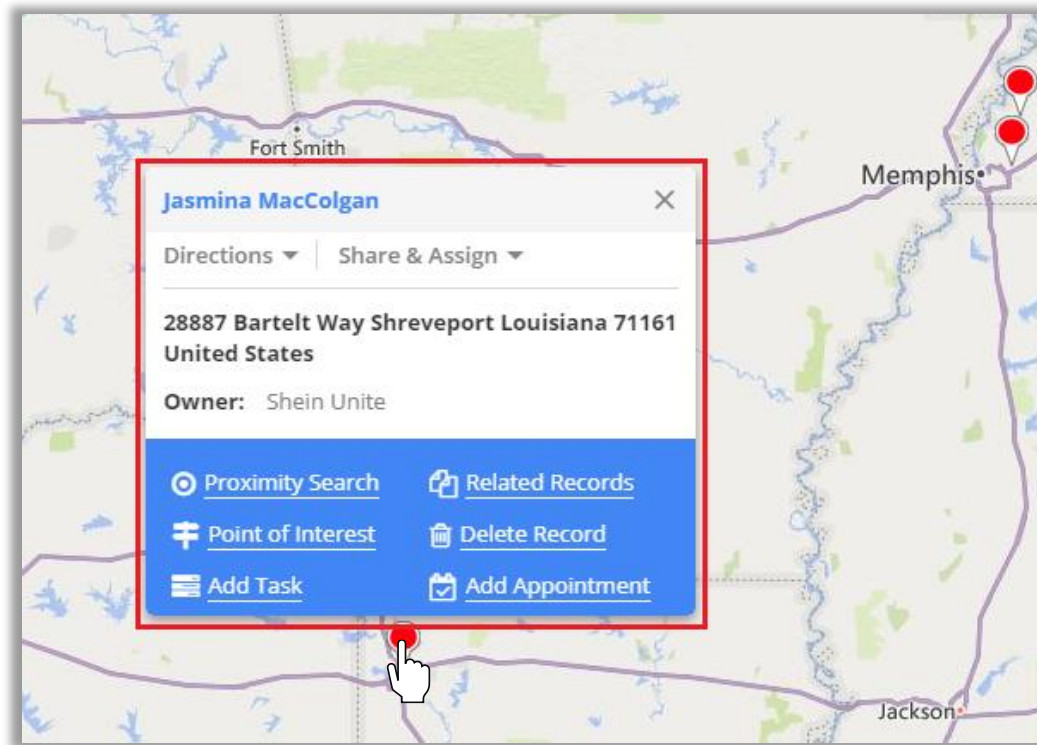 Fort Smith
Memphis
Jasmina MacColgan
Directions Share & Assign
28887 Bartelt Way Shreveport Louisiana 71161
United States
Owner: Shein Unite
Proximity Search Related Records
Point of Interest Delete Record
Add Task Add Appointment
Jackson